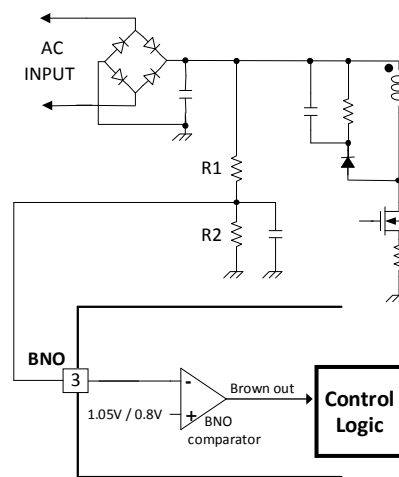 AC
INPUT
R1
R2
BNO
3
-
Brown out
1.05V / 0.8V
+
BNO
comparator
Control
Logic